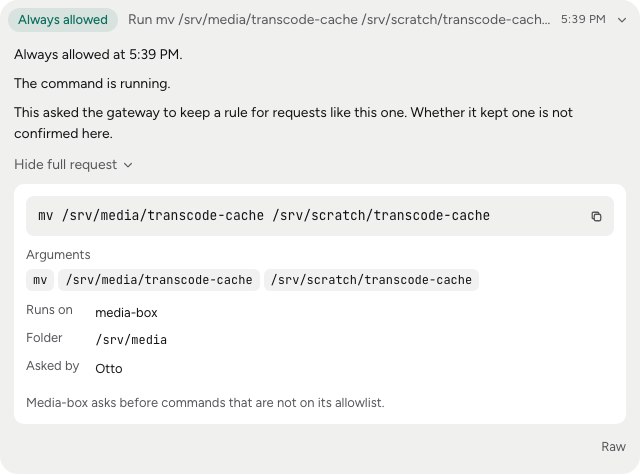 Always allowed Run mv /srv/media/transcode-cache /srv/scratch/transcode-cach... 5:39 PM
Always allowed at 5:39 PM.
The command is running.
This asked the gateway to keep a rule for requests like this one. Whether it kept one is not
confirmed here.
Hide full request
mv /srv/media/transcode-cache /srv/scratch/transcode-cache
Arguments
mv /srv/media/transcode-cache /srv/scratch/transcode-cache
Runs on media-box
Folder /srv/media
Asked by Otto
Media-box asks before commands that are not on its allowlist.
Raw